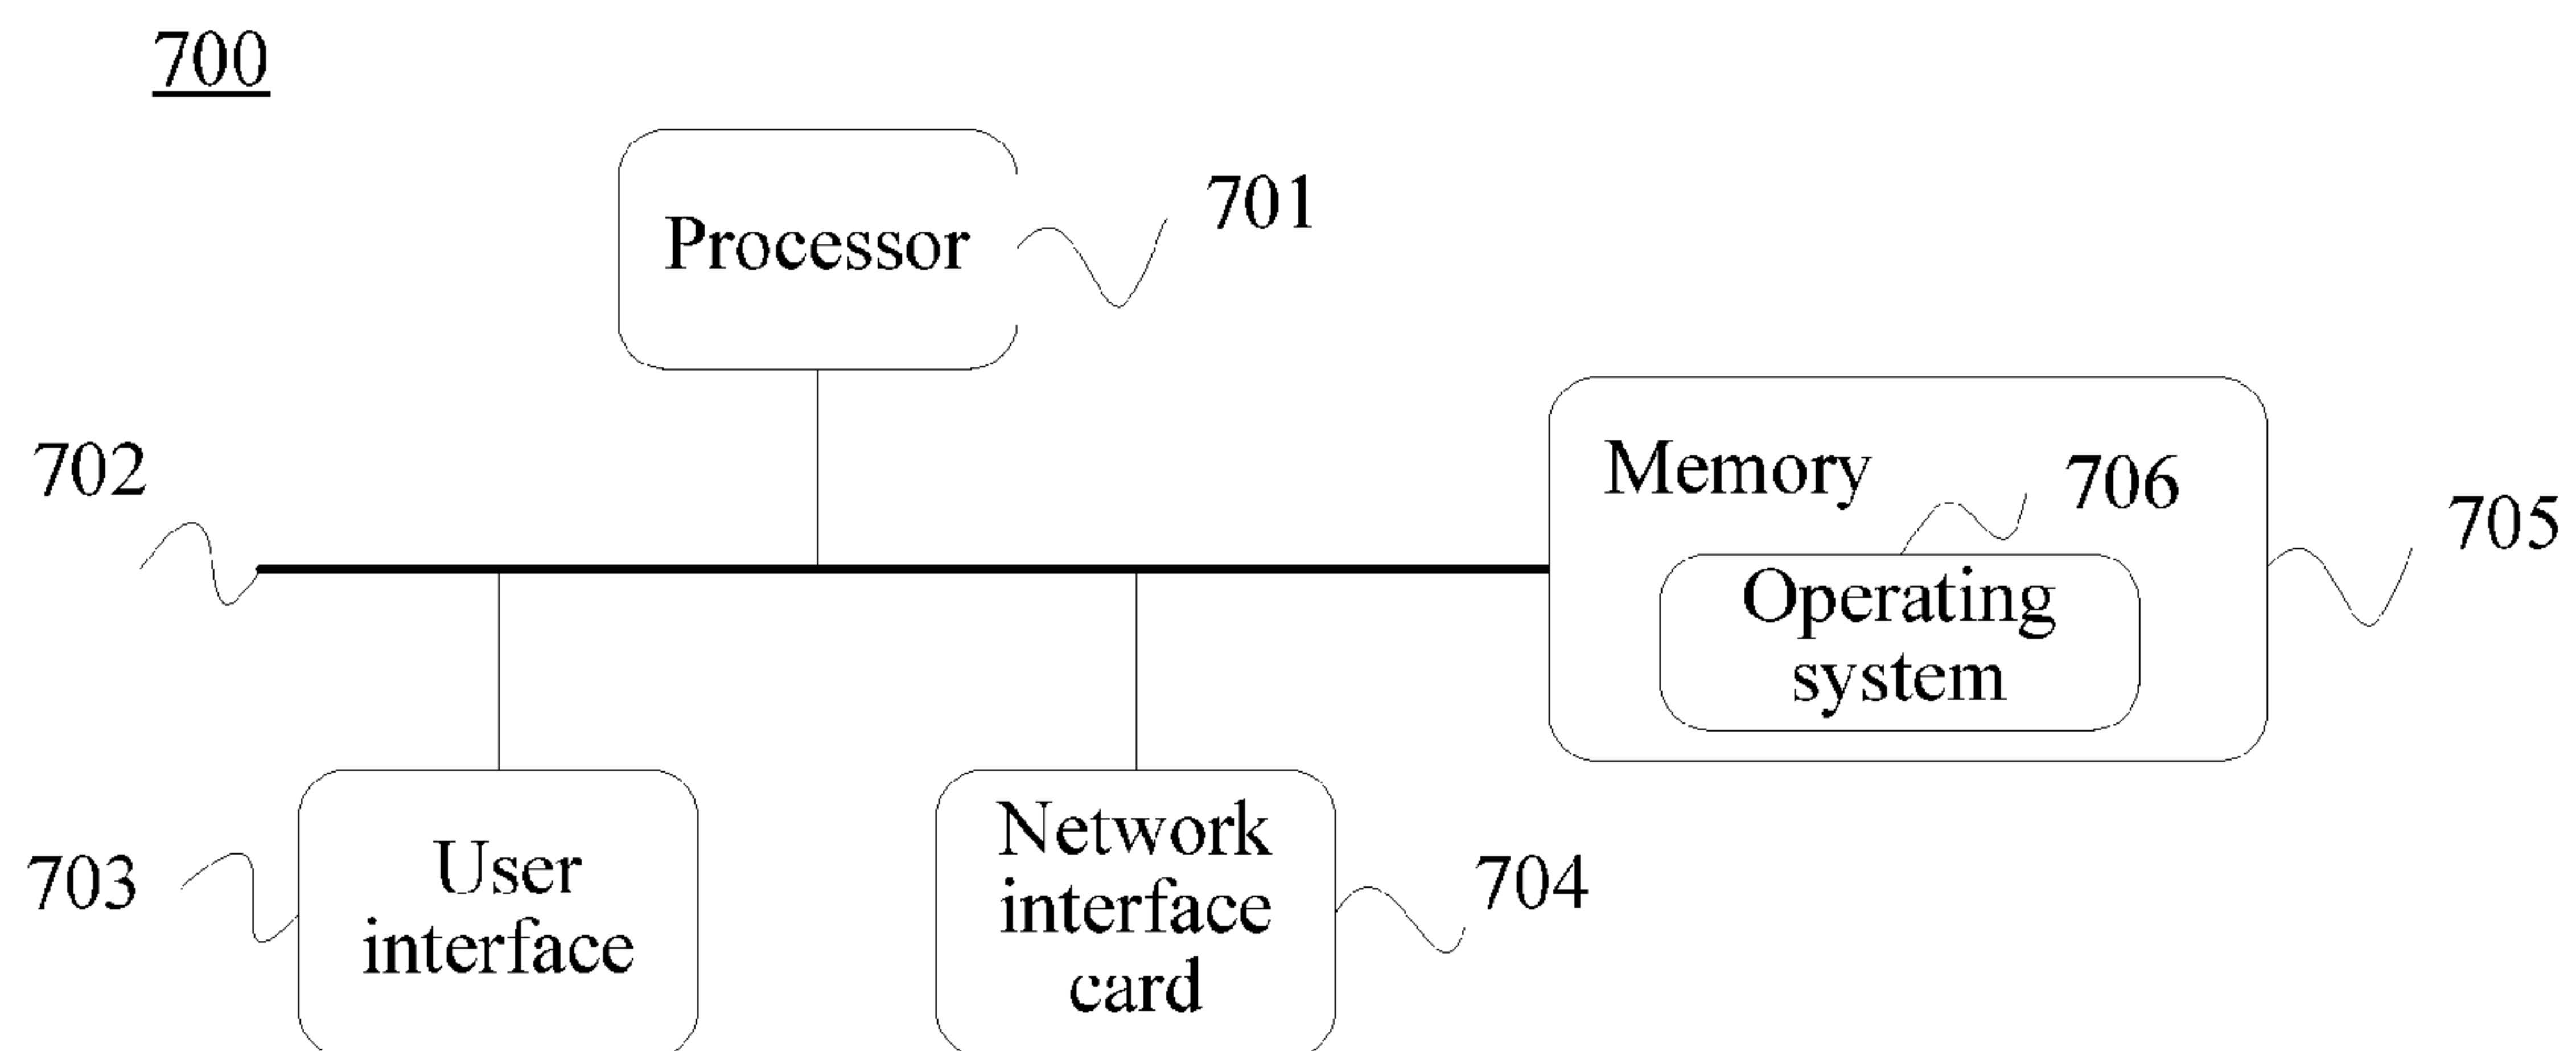 700
Processor
701
702
Memory
706
705
Operating
system
703
User
interface
Network
interface
card
704